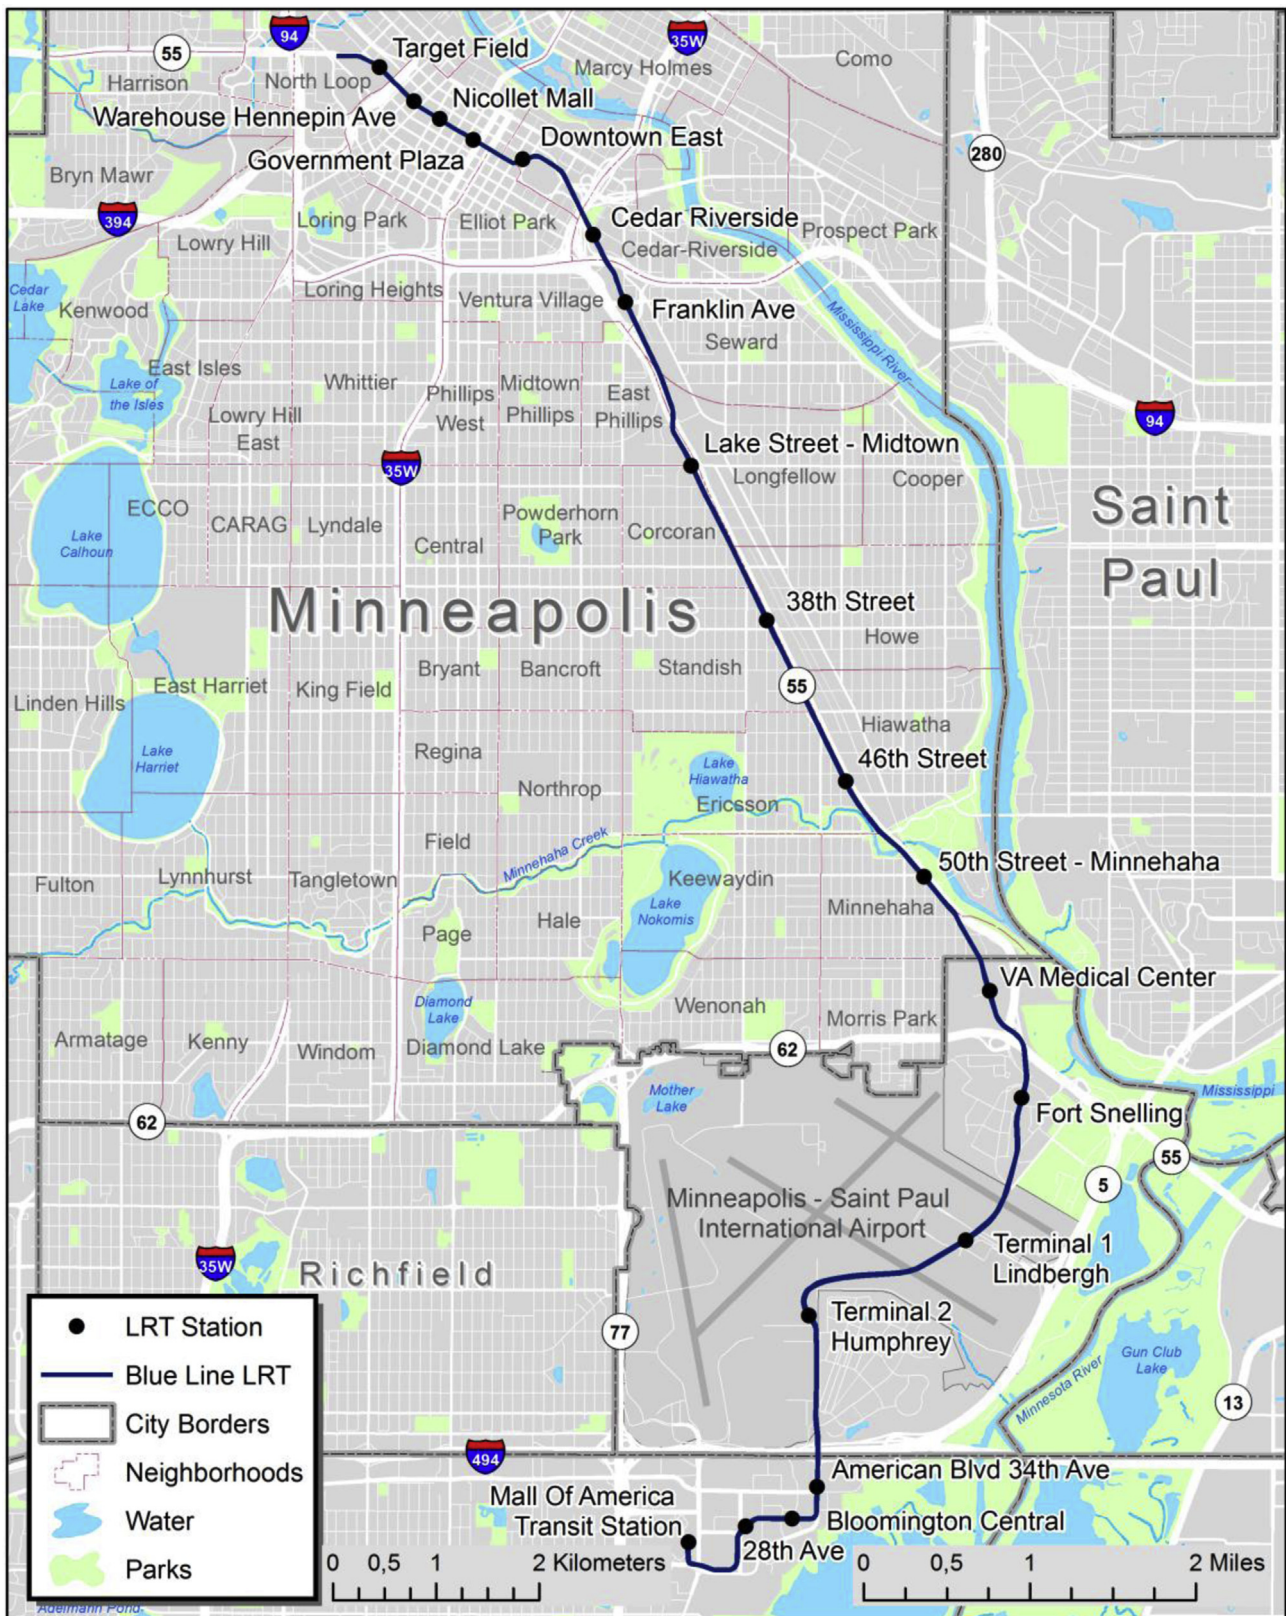 94
35W
55
Target Field
Harrison
North Loop
Marcy Holmes
Como
Nicollet Mall
Warehouse Hennepin Ave
Downtown East
Government Plaza
280
Bryn Mawr
394
Loring Park
Elliot Park
Cedar Riverside
Cedar-Riverside
Prospect Park
Lowry Hill
Cedar
Lake
Kenwood
Loring Heights
Ventura Village
Franklin Ave
Seward
Mississippi River
East Isles
Lake of
the Isles
Whittier
Phillips
West
Midtown
Phillips
East
Phillips
Lowry Hill
East
94
35W
Lake Street - Midtown
Longfellow
Cooper
ECCO
CARAG
Lyndale
Central
Powderhorn
Park
Corcoran
Lake
Calhoun
Saint
Paul
Minneapolis
38th Street
Howe
Bryant
Bancroft
Standish
55
Linden Hills
East Harriet
King Field
Hiawatha
Lake
Harriet
Regina
46th Street
Lake
Hiawatha
Northrop
Ericsson
Field
Minnehaha Creek
50th Street - Minnehaha
Fulton
Lynnhurst
Tangletown
Keewaydin
Lake
Nokomis
Minnehaha
Hale
Page
VA Medical Center
Diamond
Lake
Wenonah
Morris Park
Armatage
Kenny
Windom
Diamond Lake
62
Mother
Lake
Mississippi
Fort Snelling
62
55
5
Minneapolis - Saint Paul
International Airport
Terminal 1
Lindbergh
35W
Richfield
Terminal 2
Humphrey
77
Gun Club
Lake
Minnesota River
13
LRT Station
Blue Line LRT
City Borders
Neighborhoods
Water
Parks
494
American Blvd 34th Ave
Mall Of America
Transit Station
Bloomington Central
28th Ave
0 0,5 1 2 Kilometers
0 0,5 1 2 Miles
Adelmann Pond